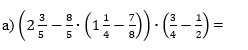 a) (2 3/5 − 8/5 · (1 1/4 − 7/8)) · (3/4 − 1/2) =